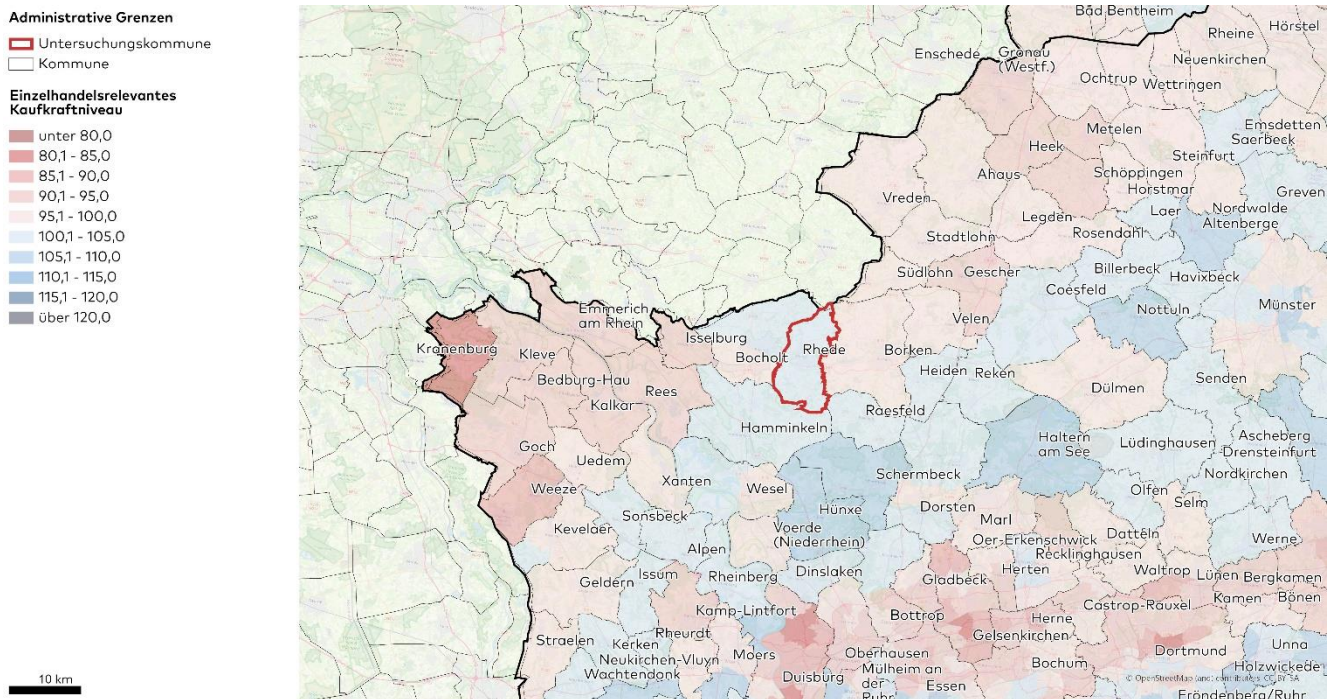 Administrative Grenzen
Untersuchungskommune
Kommune
Einzelhandelsrelevantes
Kaufkraftniveau
unter 80,0
80,1 - 85,0
85,1 - 90,0
90,1 - 95,0
95,1 - 100,0
100,1 - 105,0
105,1 - 110,0
110,1 - 115,0
115,1 - 120,0
über 120,0
10 km
Bad Bentheim
Rheine
Hörstel
Enschede
Gronau
(Westf.)
Neuenkirchen
Ochtrup
Wettringen
Metelen
Emsdetten
Saerbeck
Heek
Steinfurt
Ahaus
Schöppingen
Horstmar
Greven
Vreden
Legden
Laer
Nordwalde
Altenberge
Stadtlohn
Rosendahl
Südlohn
Gescher
Billerbeck
Havixbeck
Coesfeld
Nottuln
Münster
Emmerich
am Rhein
Isselburg
Velen
Kranenburg
Kleve
Bocholt
Rhede
Borken
Heiden
Reken
Senden
Bedburg-Hau
Rees
Dülmen
Kalkar
Raesfeld
Hamminkeln
Haltern
am See
Lüdinghausen
Ascheberg
Drensteinfurt
Goch
Uedem
Schermbeck
Nordkirchen
Weeze
Xanten
Wesel
Olfen
Selm
Sonsbeck
Hünxe
Dorsten
Marl
Kevelaer
Voerde
(Niederrhein)
Oer-Erkenschwick
Datteln
Werne
Alpen
Recklinghausen
Geldern
Issum
Rheinberg
Dinslaken
Gladbeck
Herten
Waltrop
Lünen
Bergkamen
Kamp-Lintfort
Bottrop
Castrop-Rauxel
Kamen
Bönen
Straelen
Kerken
Rheurdt
Herne
Gelsenkirchen
Neukirchen-Vluyn
Moers
Oberhausen
Dortmund
Unna
Wachtendonk
Duisburg
Mülheim an
der
Ruhr
Essen
Bochum
Holzwickede
Fröndenberg/Ruhr
© OpenStreetMap (and) contributors, CC-BY-SA